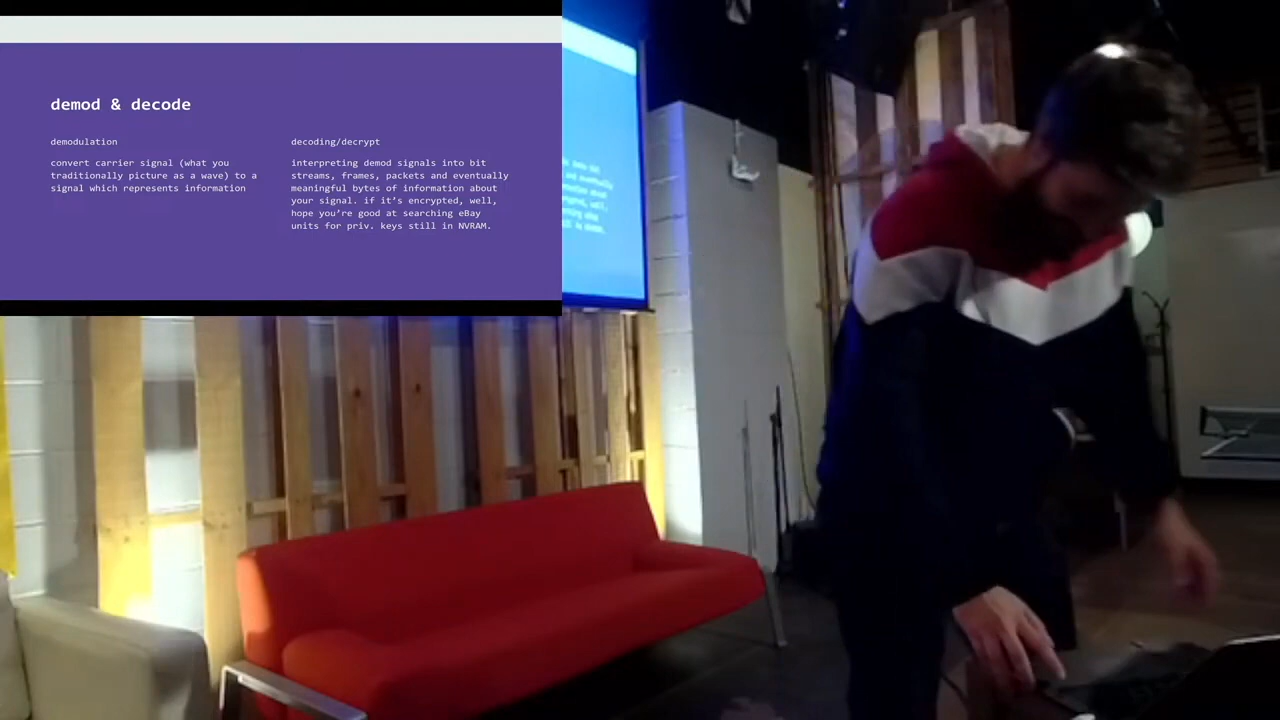 demod & decode
demodulation
convert carrier signal (what you
traditionally picture as a wave) to a
signal which represents information
decoding/decrypt
interpreting demod signals into bit
streams, frames, packets and eventually
meaningful bytes of information about
your signal. if it’s encrypted, well,
hope you’re good at searching eBay
units for priv. keys still in NVRAM.